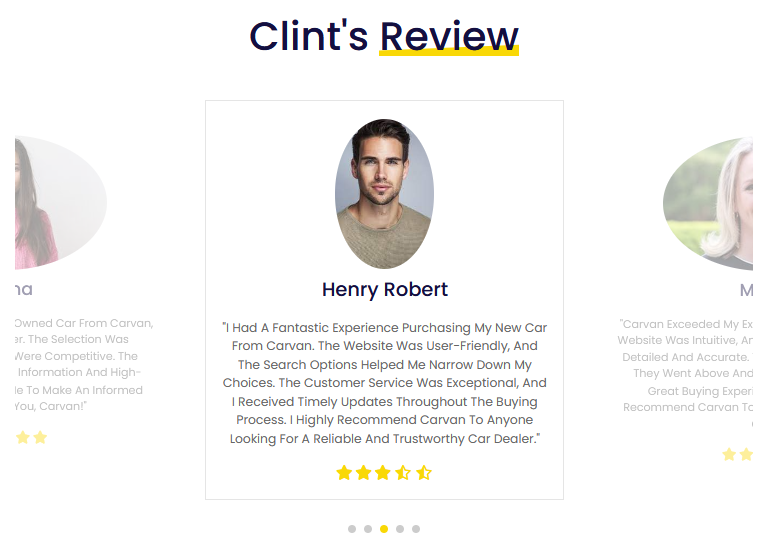 Clint's Review
na
Owned Car From Carvan,
er. The Selection Was
Were Competitive. The
Information And High-
To Make An Informed
You, Carvan!"
Henry Robert
"I Had A Fantastic Experience Purchasing My New Car
From Carvan. The Website Was User-Friendly, And
The Search Options Helped Me Narrow Down My
Choices. The Customer Service Was Exceptional, And
I Received Timely Updates Throughout The Buying
Process. I Highly Recommend Carvan To Anyone
Looking For A Reliable And Trustworthy Car Dealer."
M
"Carvan Exceeded My Ex
Website Was Intuitive, An
Detailed And Accurate.
They Went Above And
Great Buying Experi
Recommend Carvan To